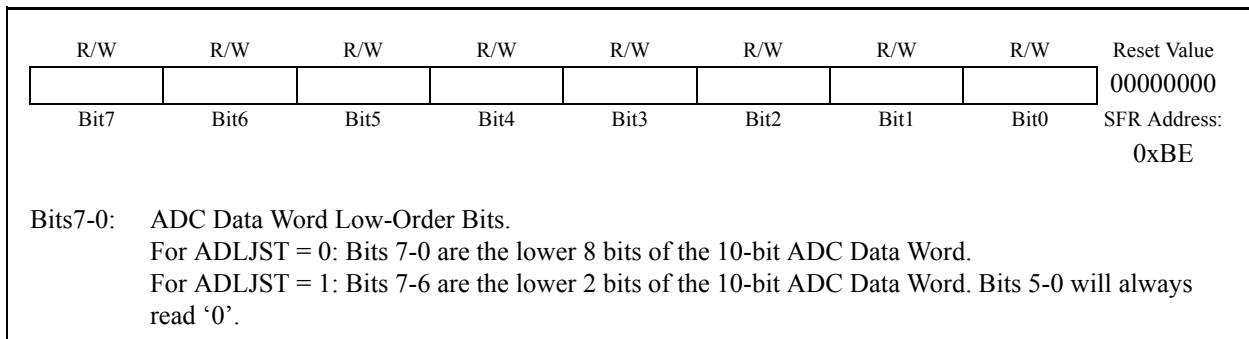 R/W R/W R/W R/W R/W R/W R/W R/W Reset Value
00000000
Bit7 Bit6 Bit5 Bit4 Bit3 Bit2 Bit1 Bit0 SFR Address:
0xBE
Bits7-0: ADC Data Word Low-Order Bits.
For ADLJST = 0: Bits 7-0 are the lower 8 bits of the 10-bit ADC Data Word.
For ADLJST = 1: Bits 7-6 are the lower 2 bits of the 10-bit ADC Data Word. Bits 5-0 will always
read ‘0’.